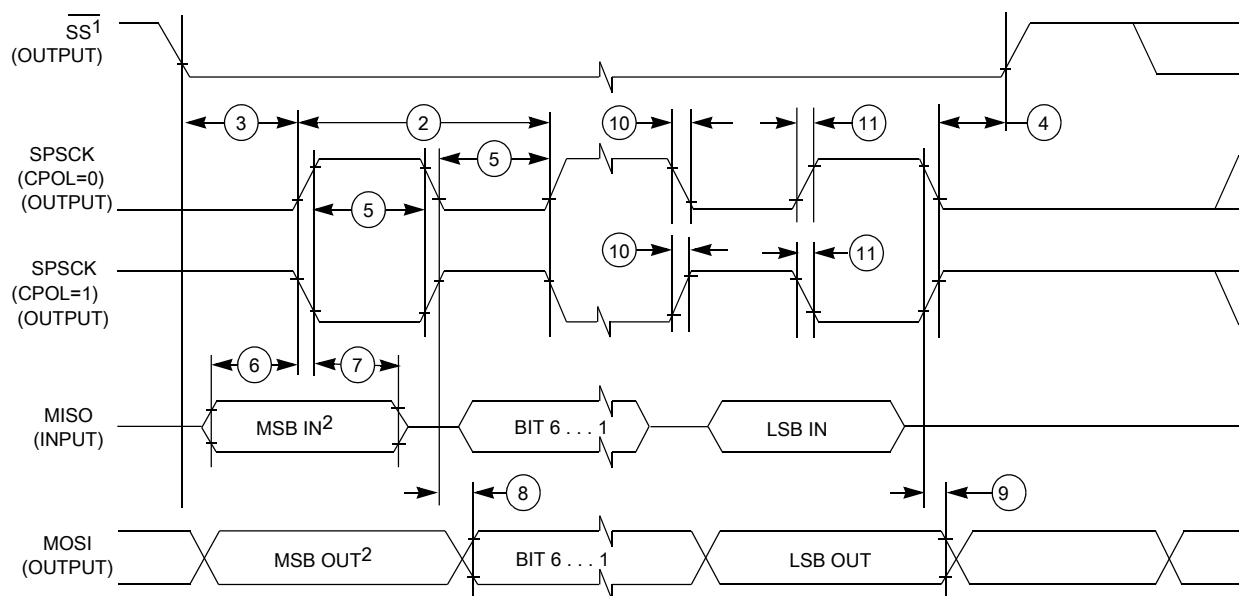 SS1
(OUTPUT)
3
2
10
11
4
SPSCK
(CPOL=0)
(OUTPUT)
5
5
10
11
SPSCK
(CPOL=1)
(OUTPUT)
6
7
MISO
(INPUT)
MSB IN2
BIT 6 . . . 1
LSB IN
8
9
MOSI
(OUTPUT)
MSB OUT2
BIT 6 . . . 1
LSB OUT